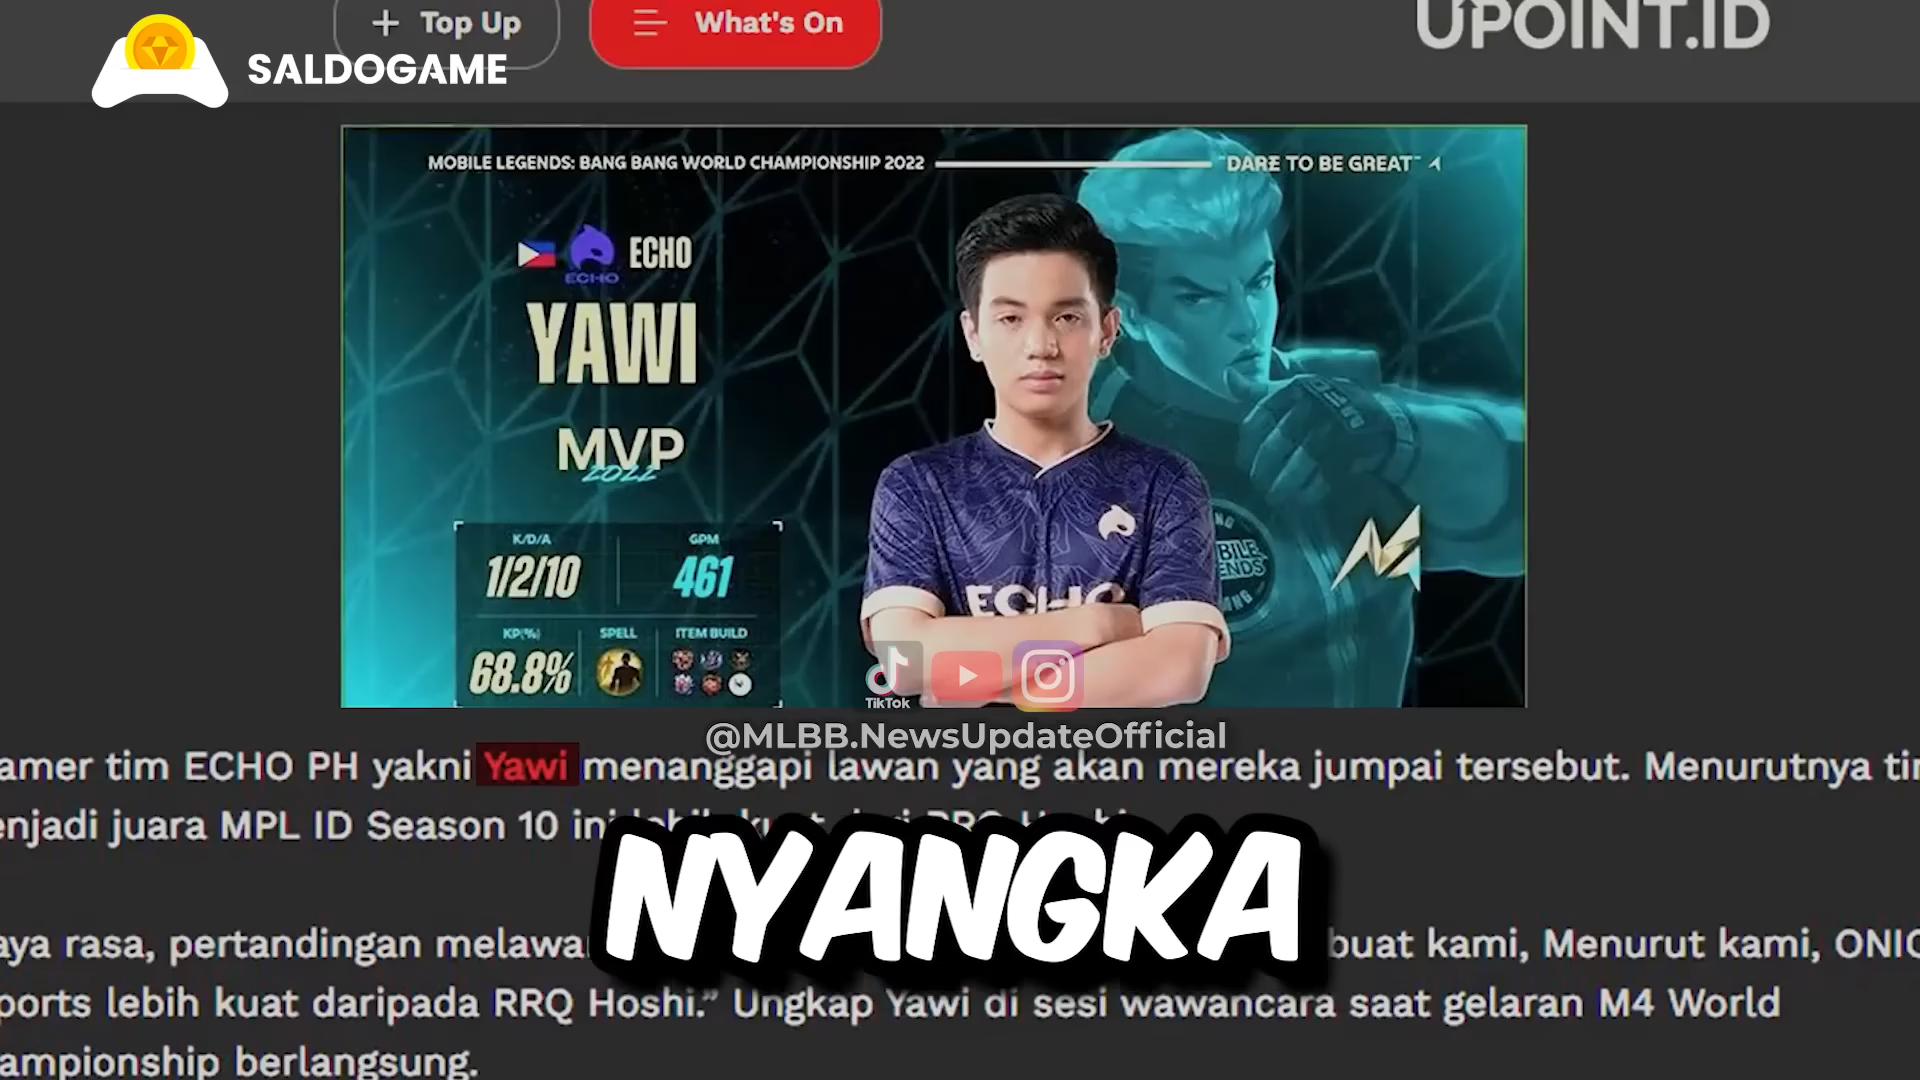 + Top Up
What's On
UPOINT.ID
SALDOGAME
MOBILE LEGENDS: BANG BANG WORLD CHAMPIONSHIP 2022
DARE TO BE GREAT
ECHO
ECHO
YAWI
MVP
2022
K/D/A
GPM
1/2/10
461
KP(%)
SPELL
ITEM BUILD
68.8%
ECHO
TikTok
@MLBB.NewsUpdateOfficial
amer tim ECHO PH yakni Yawi menanggapi lawan yang akan mereka jumpai tersebut. Menurutnya
enjadi juara MPL ID Season 10 ini
NYANGKA
aya rasa, pertandingan buat kami, Menurut kami, ONIC
ports lebih kuat daripada RRQ Hoshi.” Ungkap Yawi di sesi wawancara saat gelaran M4 World
ampionship berlangsung.